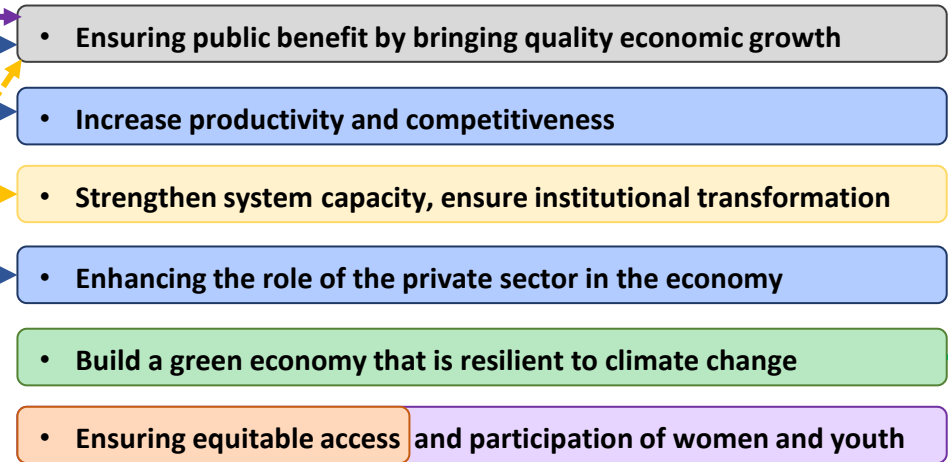 • Ensuring public benefit by bringing quality economic growth
• Increase productivity and competitiveness
• Strengthen system capacity, ensure institutional transformation
• Enhancing the role of the private sector in the economy
• Build a green economy that is resilient to climate change
• Ensuring equitable access and participation of women and youth